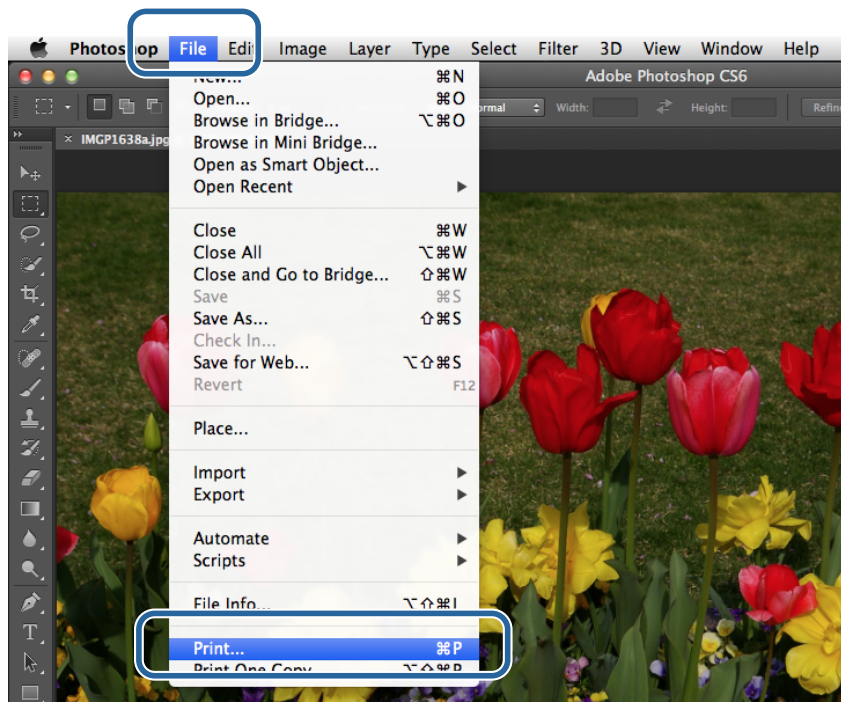 Photoshop File Edit Image Layer Type Select Filter 3D View Window Help
Adobe Photoshop CS6
Width: Height:
IMGP1638a.jpg
New... ⌘N
Open... ⌘O
Browse in Bridge... ⌥⌘O
Browse in Mini Bridge...
Open as Smart Object...
Open Recent ▶
Close ⌘W
Close All ⌥⌘W
Close and Go to Bridge... ⇧⌘W
Save ⌘S
Save As... ⇧⌘S
Check In...
Save for Web... ⌥⇧⌘S
Revert F12
Place...
Import ▶
Export ▶
Automate ▶
Scripts ▶
File Info... ⌥⇧⌘I
Print... ⌘P
Print One Copy ⌥⇧⌘P